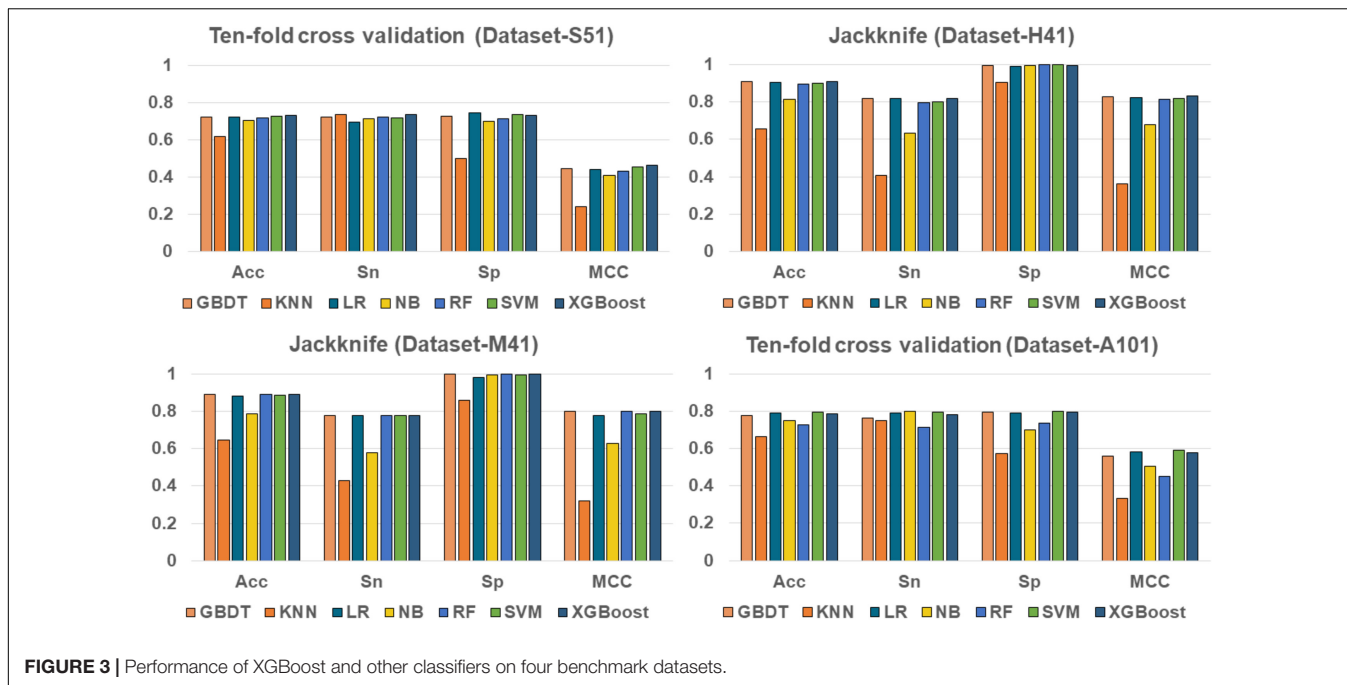 Ten-fold cross validation (Dataset-S51)
1
0.8
0.6
0.4
0.2
0
Acc Sn Sp MCC
GBDT KNN LR NB RF SVM XGBoost
Jackknife (Dataset-H41)
1
0.8
0.6
0.4
0.2
0
Acc Sn Sp MCC
GBDT KNN LR NB RF SVM XGBoost
Jackknife (Dataset-M41)
1
0.8
0.6
0.4
0.2
0
Acc Sn Sp MCC
GBDT KNN LR NB RF SVM XGBoost
Ten-fold cross validation (Dataset-A101)
1
0.8
0.6
0.4
0.2
0
Acc Sn Sp MCC
GBDT KNN LR NB RF SVM XGBoost
FIGURE 3 | Performance of XGBoost and other classifiers on four benchmark datasets.